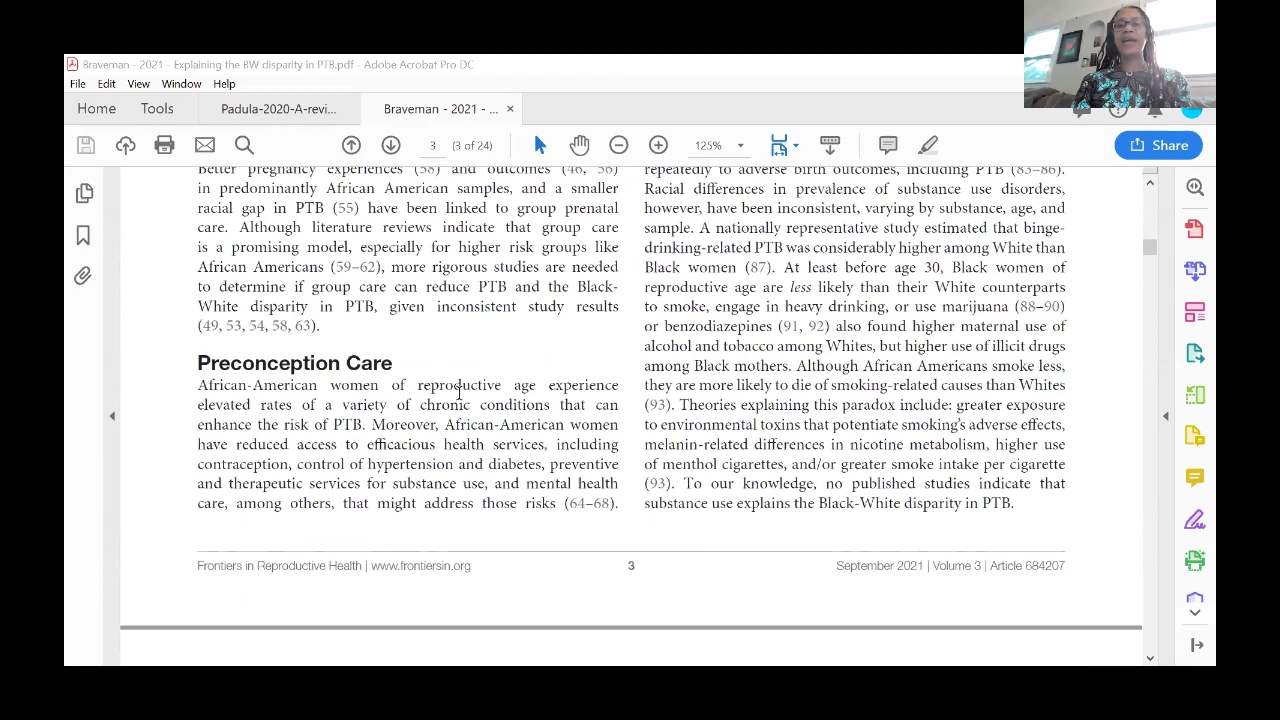 Braveman - 2021 - Explaining the BW disparity in PTB.pdf - Adobe Acrobat Pro DC
File Edit View Window Help
Home Tools Padula-2020-A-revi... Braveman - 2021 - ... ×
3 (3 of 24) 125% Share
Better pregnancy experiences (58) and outcomes (46, 56)
in predominantly African American samples, and a smaller
racial gap in PTB (55) have been linked to group prenatal
care. Although literature reviews indicate that group care
is a promising model, especially for higher risk groups like
African Americans (59–62), more rigorous studies are needed
to determine if group care can reduce PTB and the Black-
White disparity in PTB, given inconsistent study results
(49, 53, 54, 58, 63).
Preconception Care
African-American women of reproductive age experience
elevated rates of a variety of chronic conditions that can
enhance the risk of PTB. Moreover, African-American women
have reduced access to efficacious health services, including
contraception, control of hypertension and diabetes, preventive
and therapeutic services for substance use, and mental health
care, among others, that might address those risks (64–68).
repeatedly to adverse birth outcomes, including PTB (83–86).
Racial differences in prevalence of substance use disorders,
however, have been inconsistent, varying by substance, age, and
sample. A nationally representative study estimated that binge-
drinking-related PTB was considerably higher among White than
Black women (87). At least before age 30, Black women of
reproductive age are less likely than their White counterparts
to smoke, engage in heavy drinking, or use marijuana (88–90)
or benzodiazepines (91, 92) also found higher maternal use of
alcohol and tobacco among Whites, but higher use of illicit drugs
among Black mothers. Although African Americans smoke less,
they are more likely to die of smoking-related causes than Whites
(93). Theories explaining this paradox include: greater exposure
to environmental toxins that potentiate smoking's adverse effects,
melanin-related differences in nicotine metabolism, higher use
of menthol cigarettes, and/or greater smoke intake per cigarette
(93). To our knowledge, no published studies indicate that
substance use explains the Black-White disparity in PTB.
Frontiers in Reproductive Health | www.frontiersin.org 3 September 2021 | Volume 3 | Article 684207